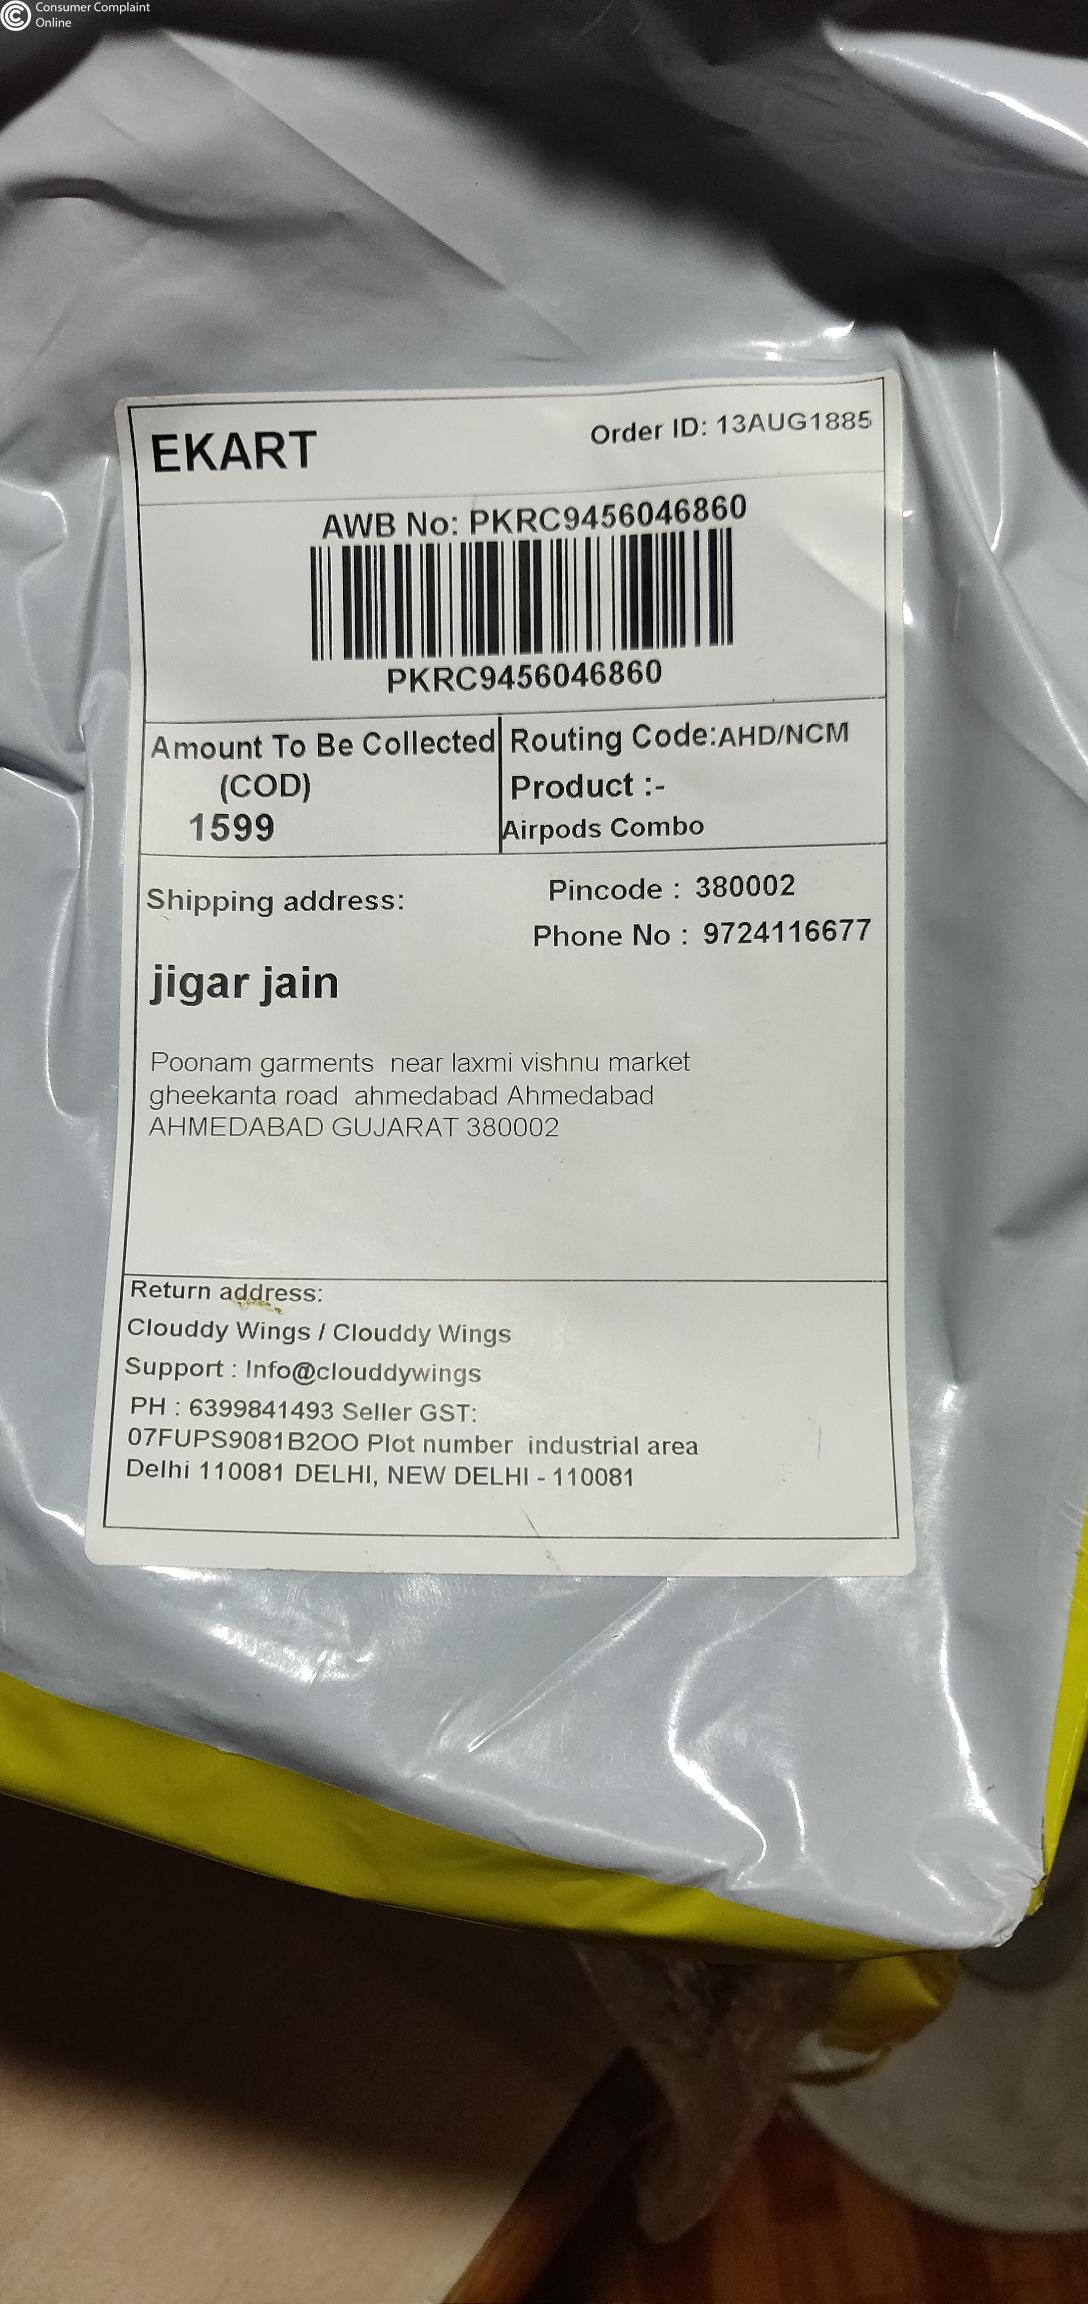 Consumer Complaint
Online
EKART
Order ID: 13AUG1885
AWB No: PKRC9456046860
PKRC9456046860
Amount To Be Collected
(COD)
1599
Routing Code:AHD/NCM
Product :-
Airpods Combo
Shipping address:
Pincode : 380002
Phone No : 9724116677
jigar jain
Poonam garments near laxmi vishnu market
gheekanta road ahmedabad Ahmedabad
AHMEDABAD GUJARAT 380002
Return address:
Clouddy Wings / Clouddy Wings
Support : Info@clouddywings
PH : 6399841493 Seller GST:
07FUPS9081B2OO Plot number industrial area
Delhi 110081 DELHI, NEW DELHI - 110081